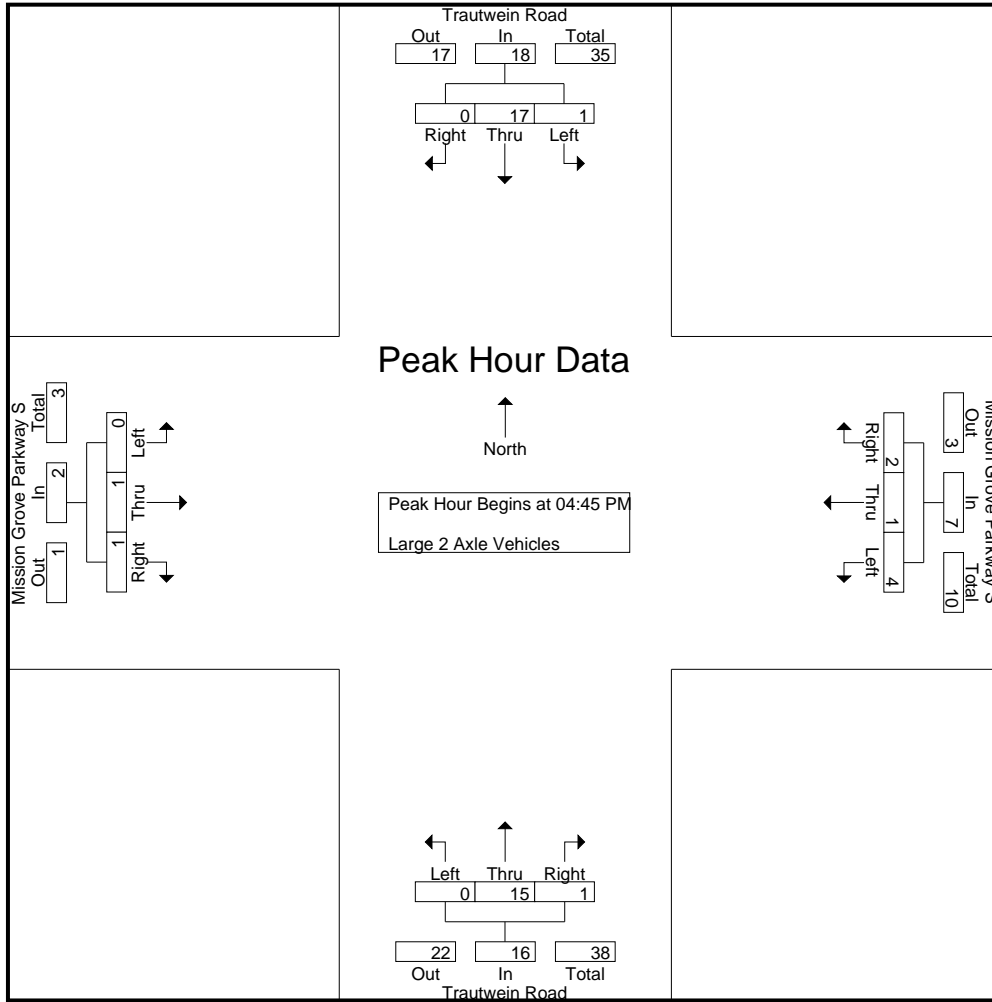 Trautwein Road
Out In Total
17 18 35
0 17 1
Right Thru Left
Peak Hour Data
North
Peak Hour Begins at 04:45 PM
Large 2 Axle Vehicles
Mission Grove Parkway S
Out In Total
1 2 3
Left Thru Right
0 1 1
Mission Grove Parkway S
Out In Total
3 7 10
Right Thru Left
2 1 4
Left Thru Right
0 15 1
22 16 38
Out In Total
Trautwein Road